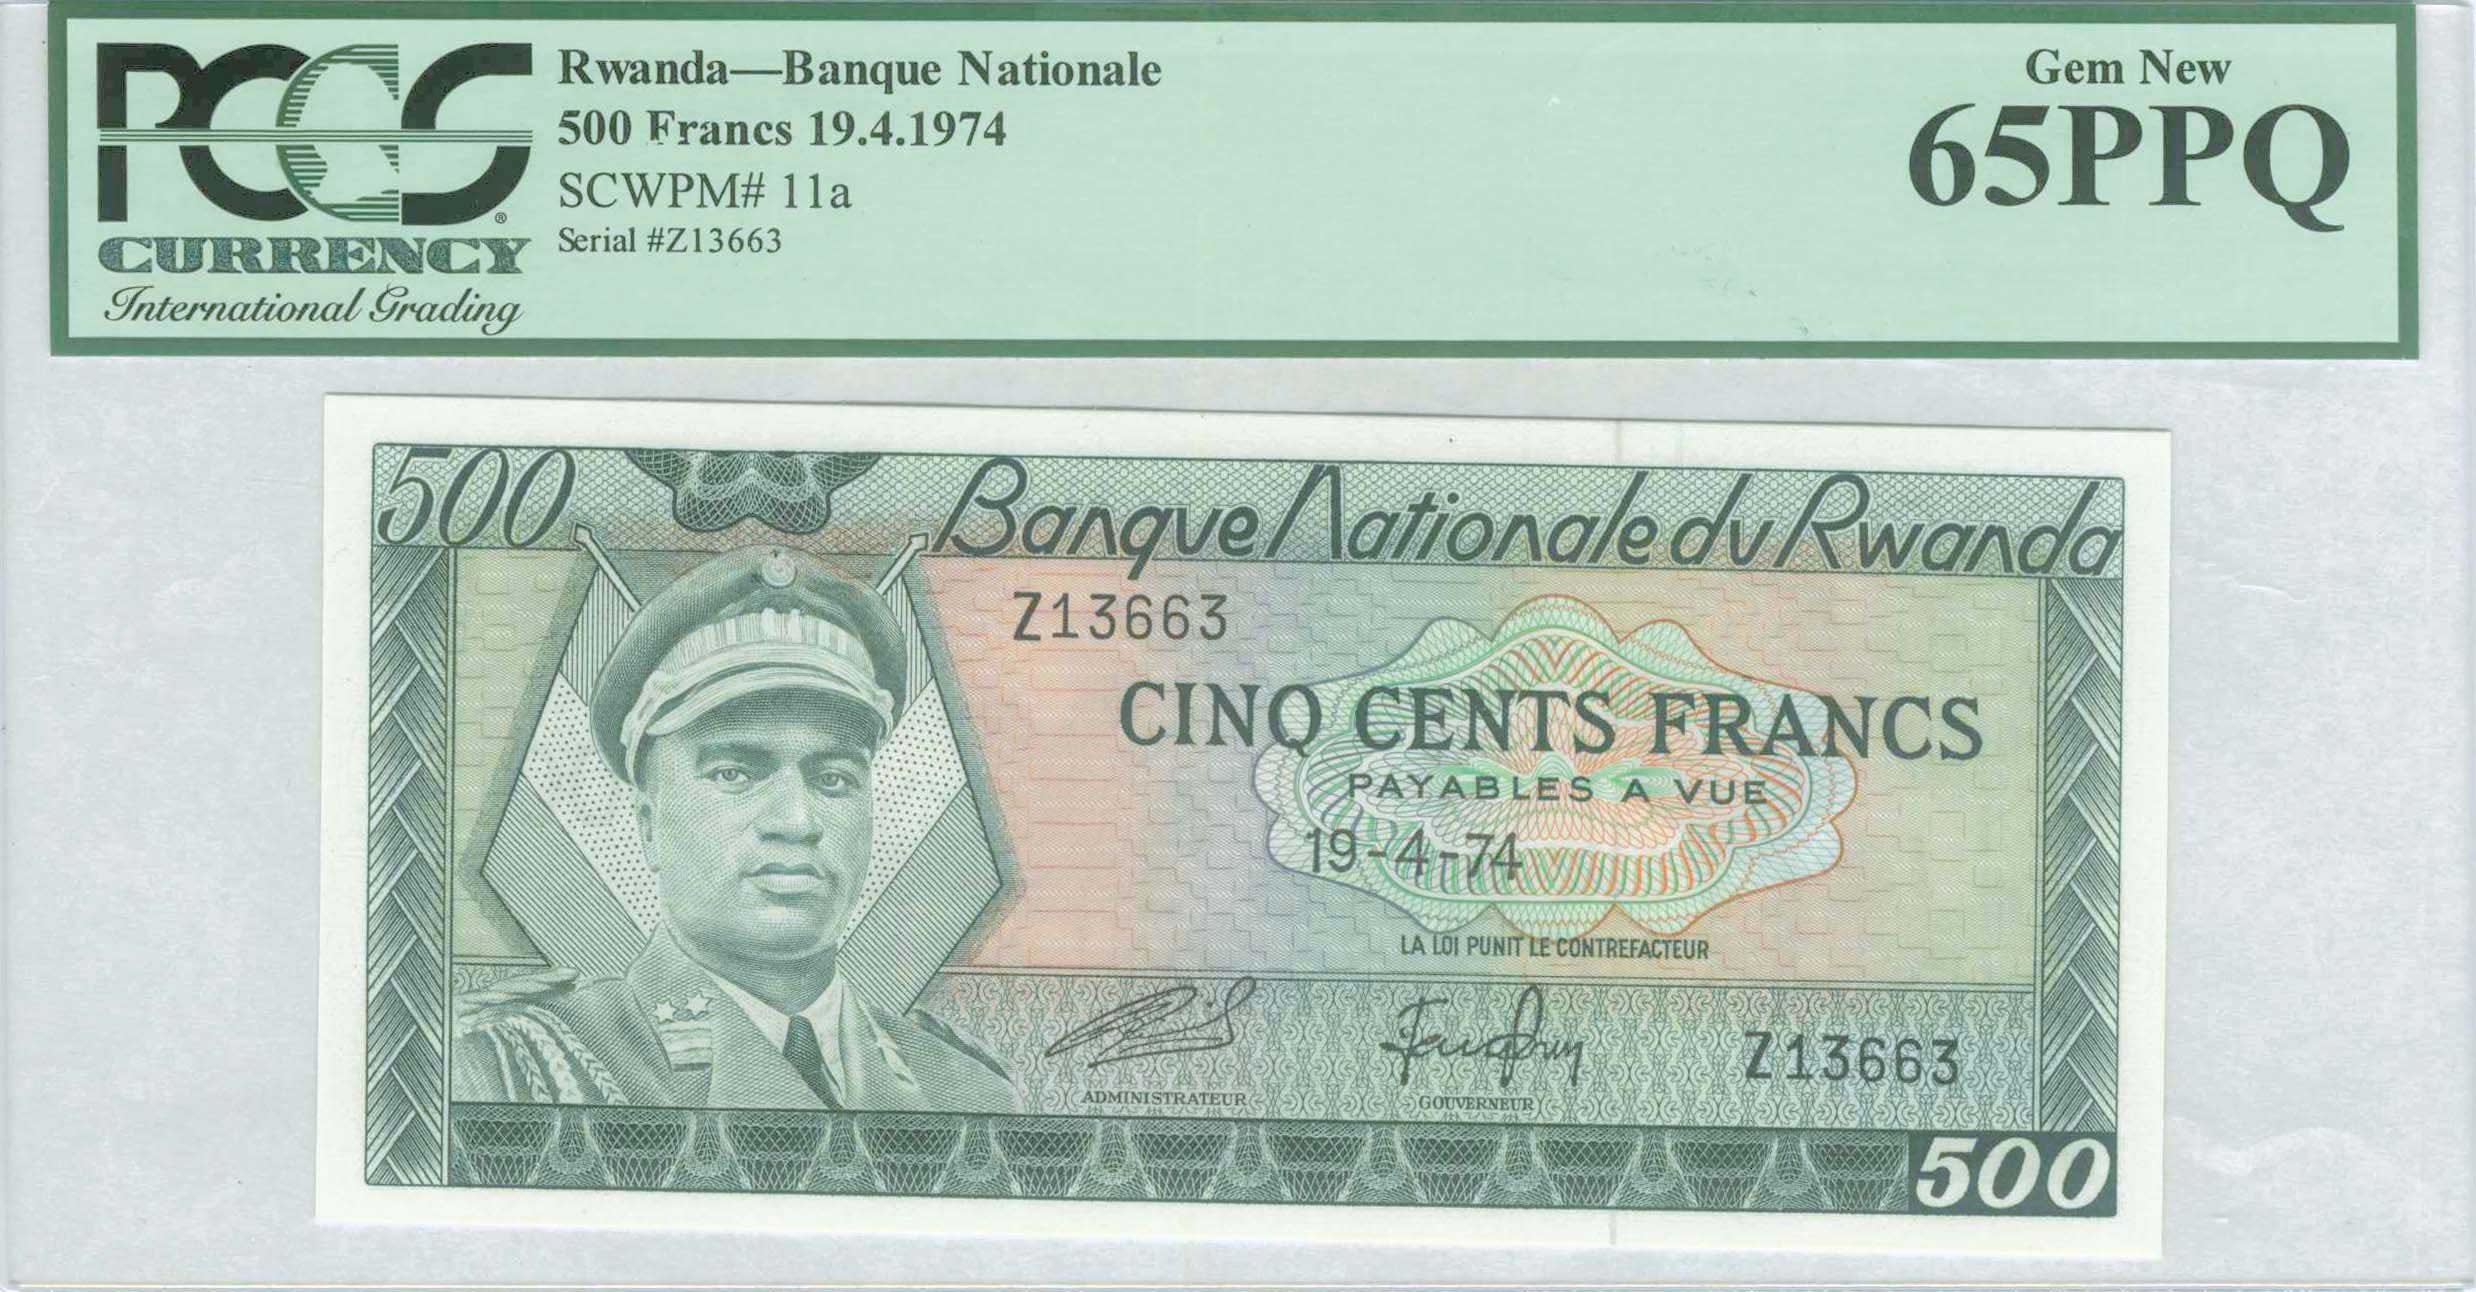 PCGS
CURRENCY
International Grading
Rwanda—Banque Nationale
500 Francs 19.4.1974
SCWPM# 11a
Serial #Z13663
Gem New
65PPQ
500
Banque Nationale du Rwanda
Z13663
CINQ CENTS FRANCS
PAYABLES A VUE
19-4-74
LA LOI PUNIT LE CONTREFACTEUR
ADMINISTRATEUR
GOUVERNEUR
Z13663
500